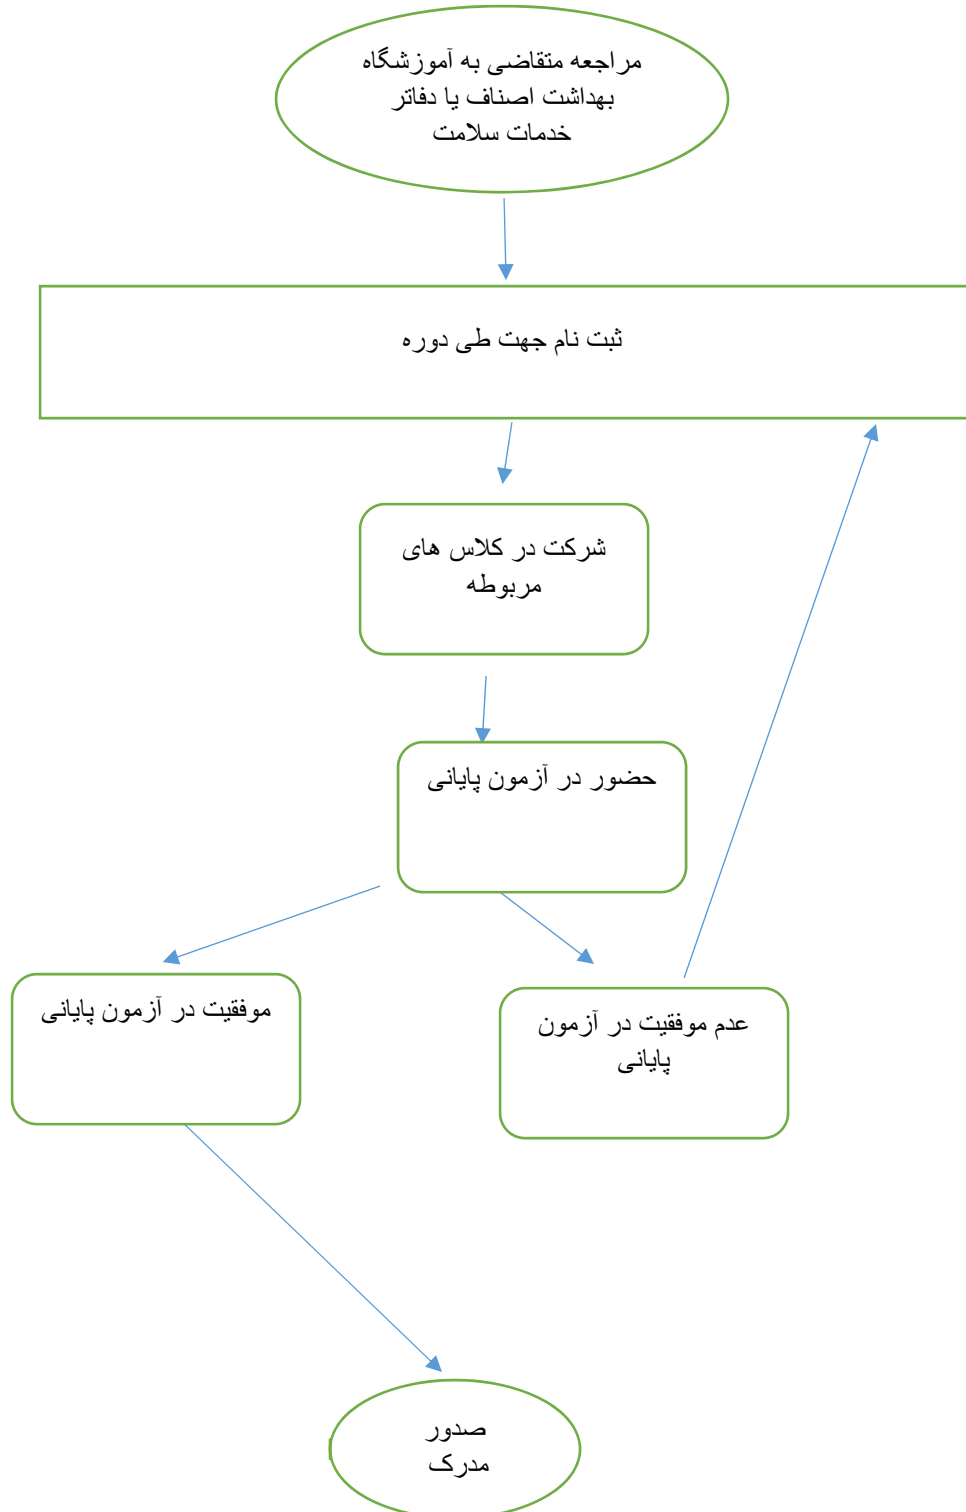 مراجعه متقاضی به آموزشگاه
بهداشت اصناف یا دفاتر
خدمات سلامت
ثبت نام جهت طی دوره
شرکت در کلاس های
مربوطه
حضور در آزمون پایانی
موفقیت در آزمون پایانی
عدم موفقیت در آزمون
پایانی
صدور
مدرک